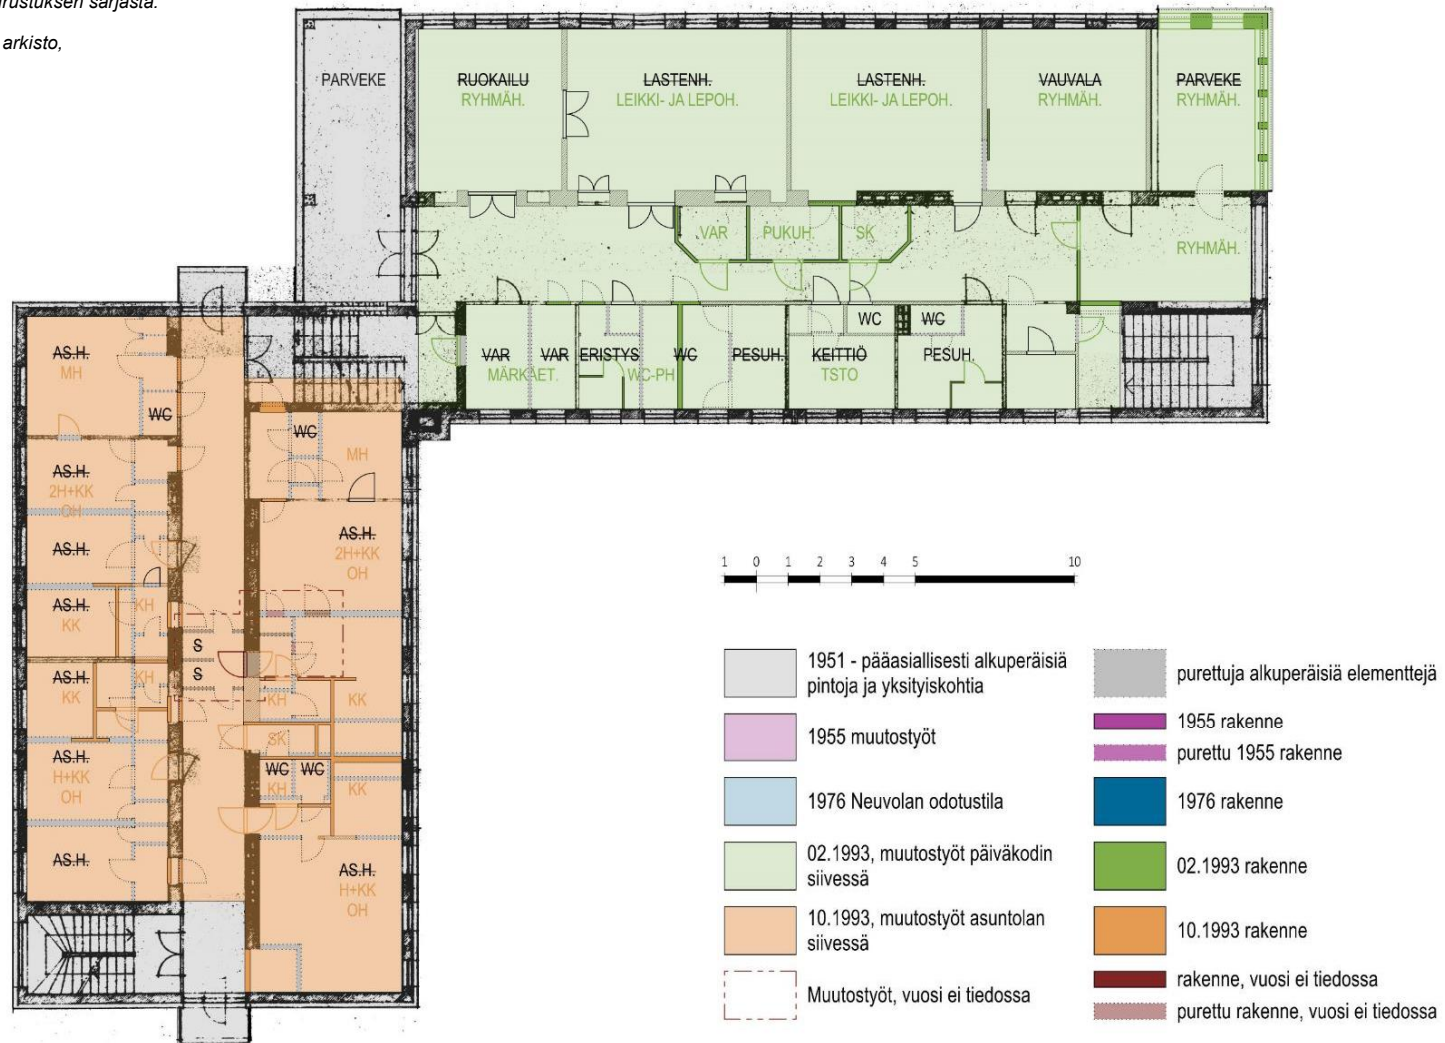 rustuksen sarjasta.
arkisto,
PARVEKE
RUOKAILU
RYHMÄH.
LASTENH.
LEIKKI- JA LEPOH.
LASTENH.
LEIKKI- JA LEPOH.
VAUVALA
RYHMÄH.
PARVEKE
RYHMÄH.
VAR
PUKUH.
SK
RYHMÄH.
VAR
VAR
MÄRKÄET.
ERISTYS
WC
WC-PH
PESUH.
KEITTIÖ
TSTO
WC
WC
PESUH.
AS.H.
MH
WC
AS.H.
2H+KK
OH
AS.H.
AS.H.
KK
KH
AS.H.
KK
KH
AS.H.
H+KK
OH
AS.H.
S
S
WC
MH
AS.H.
2H+KK
OH
KH
KK
SK
WC
WC
KH
KK
AS.H.
H+KK
OH
1 0 1 2 3 4 5 10
1951 - pääasiallisesti alkuperäisiä
pintoja ja yksityiskohtia
1955 muutostyöt
1976 Neuvolan odotustila
02.1993, muutostyöt päiväkodin
siivessä
10.1993, muutostyöt asuntolan
siivessä
Muutostyöt, vuosi ei tiedossa
purettuja alkuperäisiä elementtejä
1955 rakenne
purettu 1955 rakenne
1976 rakenne
02.1993 rakenne
10.1993 rakenne
rakenne, vuosi ei tiedossa
purettu rakenne, vuosi ei tiedossa